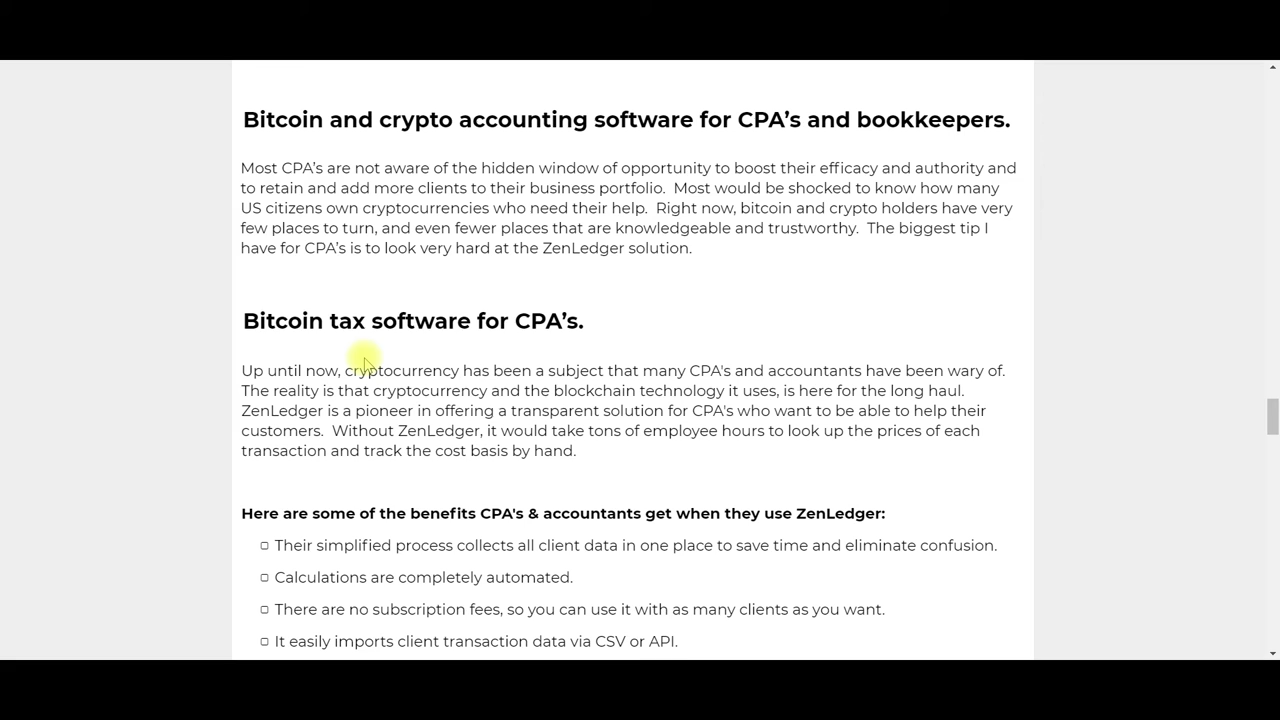 Bitcoin and crypto accounting software for CPA’s and bookkeepers.
Most CPA’s are not aware of the hidden window of opportunity to boost their efficacy and authority and
to retain and add more clients to their business portfolio.  Most would be shocked to know how many
US citizens own cryptocurrencies who need their help.  Right now, bitcoin and crypto holders have very
few places to turn, and even fewer places that are knowledgeable and trustworthy.  The biggest tip I
have for CPA’s is to look very hard at the ZenLedger solution.
Bitcoin tax software for CPA’s.
Up until now, cryptocurrency has been a subject that many CPA's and accountants have been wary of.
The reality is that cryptocurrency and the blockchain technology it uses, is here for the long haul.
ZenLedger is a pioneer in offering a transparent solution for CPA's who want to be able to help their
customers.  Without ZenLedger, it would take tons of employee hours to look up the prices of each
transaction and track the cost basis by hand.
Here are some of the benefits CPA's & accountants get when they use ZenLedger:
Their simplified process collects all client data in one place to save time and eliminate confusion.
Calculations are completely automated.
There are no subscription fees, so you can use it with as many clients as you want.
It easily imports client transaction data via CSV or API.